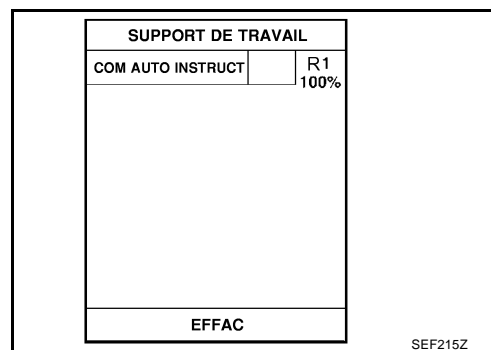 SUPPORT DE TRAVAIL
COM AUTO INSTRUCT R1
100%
EFFAC
SEF215Z